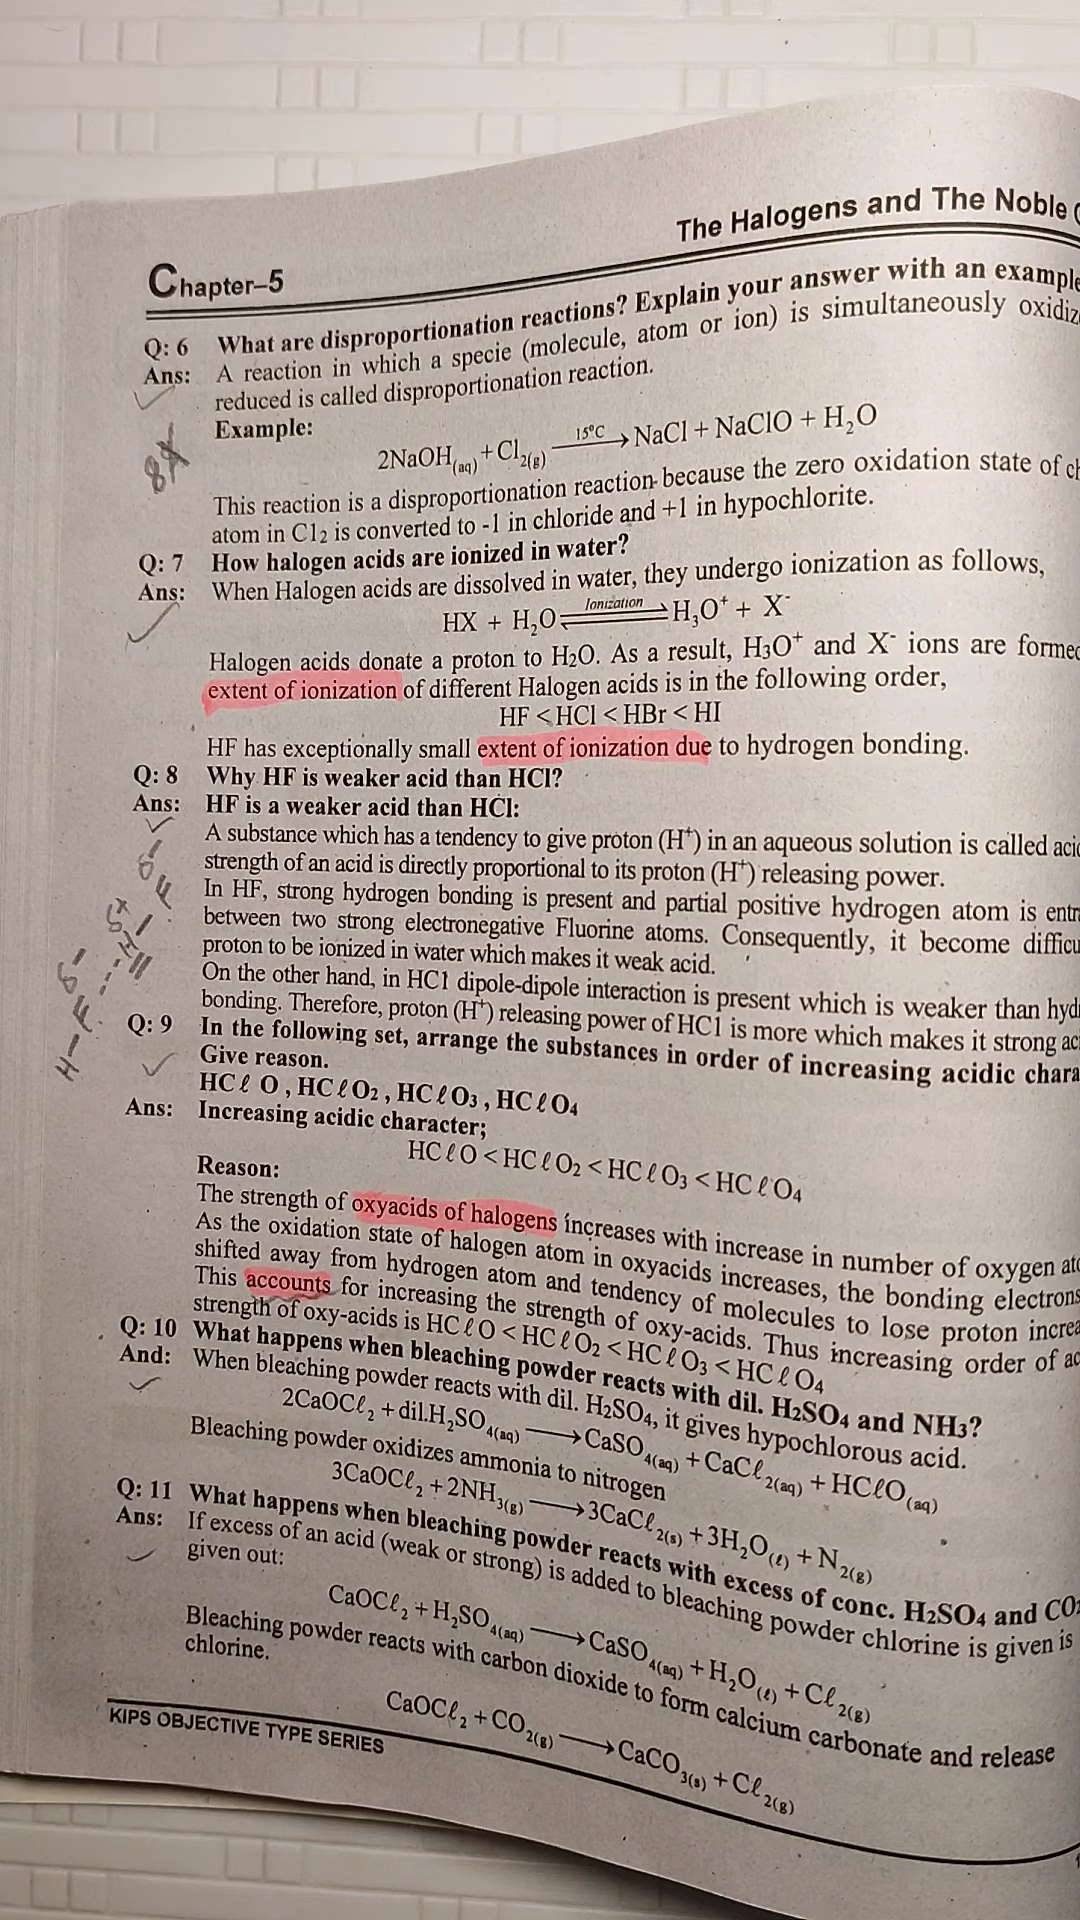 The Halogens and The Noble
Chapter–5
Q: 6 What are disproportionation reactions? Explain your answer with an example
Ans: A reaction in which a specie (molecule, atom or ion) is simultaneously oxidiz
reduced is called disproportionation reaction.
Example:
2NaOH(aq) + Cl2(g) 15°C → NaCl + NaClO + H2O
This reaction is a disproportionation reaction because the zero oxidation state of ch
atom in Cl2 is converted to -1 in chloride and +1 in hypochlorite.
Q: 7 How halogen acids are ionized in water?
Ans: When Halogen acids are dissolved in water, they undergo ionization as follows,
HX + H2O ⇌ Ionization H3O+ + X-
Halogen acids donate a proton to H2O. As a result, H3O+ and X- ions are formed
extent of ionization of different Halogen acids is in the following order,
HF < HCl < HBr < HI
HF has exceptionally small extent of ionization due to hydrogen bonding.
Q: 8 Why HF is weaker acid than HCl?
Ans: HF is a weaker acid than HCl:
A substance which has a tendency to give proton (H+) in an aqueous solution is called acid
strength of an acid is directly proportional to its proton (H+) releasing power.
In HF, strong hydrogen bonding is present and partial positive hydrogen atom is entra
between two strong electronegative Fluorine atoms. Consequently, it become difficu
proton to be ionized in water which makes it weak acid.
On the other hand, in HC1 dipole-dipole interaction is present which is weaker than hyd
bonding. Therefore, proton (H+) releasing power of HC1 is more which makes it strong ac
Q: 9 In the following set, arrange the substances in order of increasing acidic chara
Give reason.
HCℓ O , HCℓO2 , HCℓO3 , HCℓO4
Ans: Increasing acidic character;
HCℓO < HCℓO2 < HCℓO3 < HCℓO4
Reason:
The strength of oxyacids of halogens increases with increase in number of oxygen ato
As the oxidation state of halogen atom in oxyacids increases, the bonding electrons
shifted away from hydrogen atom and tendency of molecules to lose proton increa
This accounts for increasing the strength of oxy-acids. Thus increasing order of ac
strength of oxy-acids is HCℓO < HCℓO2 < HCℓO3 < HCℓO4
Q: 10 What happens when bleaching powder reacts with dil. H2SO4 and NH3?
And: When bleaching powder reacts with dil. H2SO4, it gives hypochlorous acid.
2CaOCℓ2 + dil.H2SO4(aq) → CaSO4(aq) + CaCℓ2(aq) + HCℓO(aq)
Bleaching powder oxidizes ammonia to nitrogen
3CaOCℓ2 + 2NH3(g) → 3CaCℓ2(s) + 3H2O(ℓ) + N2(g)
Q: 11 What happens when bleaching powder reacts with excess of conc. H2SO4 and CO2
Ans: If excess of an acid (weak or strong) is added to bleaching powder chlorine is given is
given out:
CaOCℓ2 + H2SO4(aq) → CaSO4(aq) + H2O(ℓ) + Cℓ2(g)
Bleaching powder reacts with carbon dioxide to form calcium carbonate and release
chlorine.
CaOCℓ2 + CO2(g) → CaCO3(s) + Cℓ2(g)
KIPS OBJECTIVE TYPE SERIES